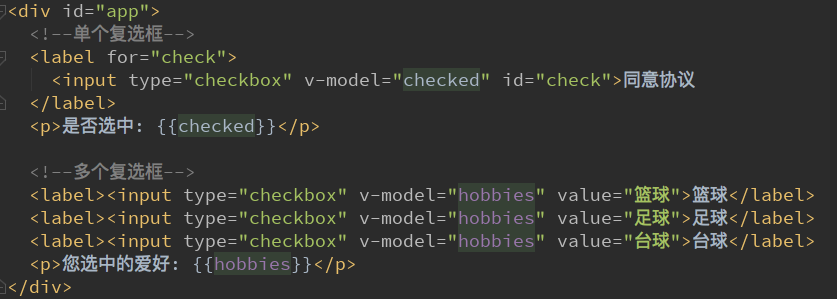 <div id="app">
<!--单个复选框-->
<label for="check">
<input type="checkbox" v-model="checked" id="check">同意协议
</label>
<p>是否选中: {{checked}}</p>
<!--多个复选框-->
<label><input type="checkbox" v-model="hobbies" value="篮球">篮球</label>
<label><input type="checkbox" v-model="hobbies" value="足球">足球</label>
<label><input type="checkbox" v-model="hobbies" value="台球">台球</label>
<p>您选中的爱好: {{hobbies}}</p>
</div>